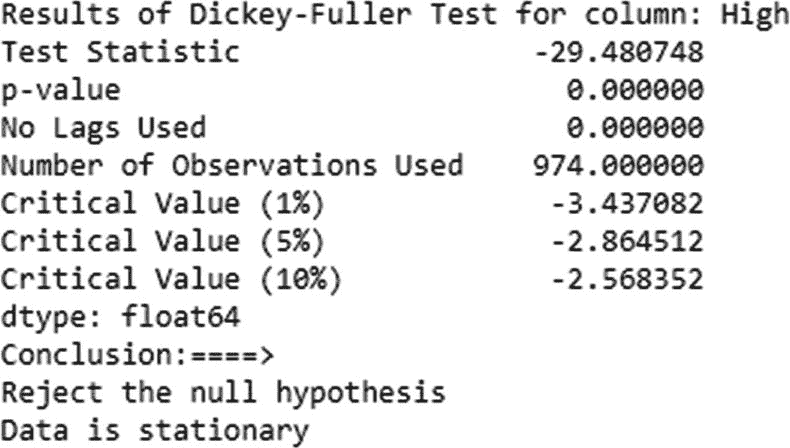 Results of Dickey-Fuller Test for column: High
Test Statistic -29.480748
p-value 0.000000
No Lags Used 0.000000
Number of Observations Used 974.000000
Critical Value (1%) -3.437082
Critical Value (5%) -2.864512
Critical Value (10%) -2.568352
dtype: float64
Conclusion:====>
Reject the null hypothesis
Data is stationary